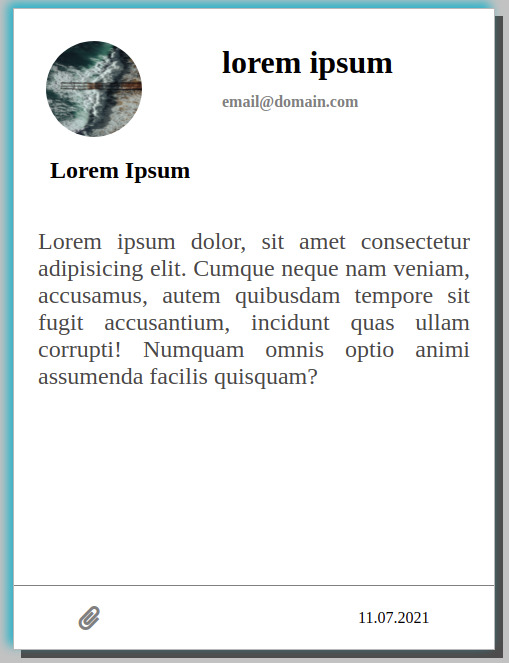 lorem ipsum
email@domain.com
Lorem Ipsum
Lorem ipsum dolor, sit amet consectetur
adipisicing elit. Cumque neque nam veniam,
accusamus, autem quibusdam tempore sit
fugit accusantium, incidunt quas ullam
corrupti! Numquam omnis optio animi
assumenda facilis quisquam?
11.07.2021